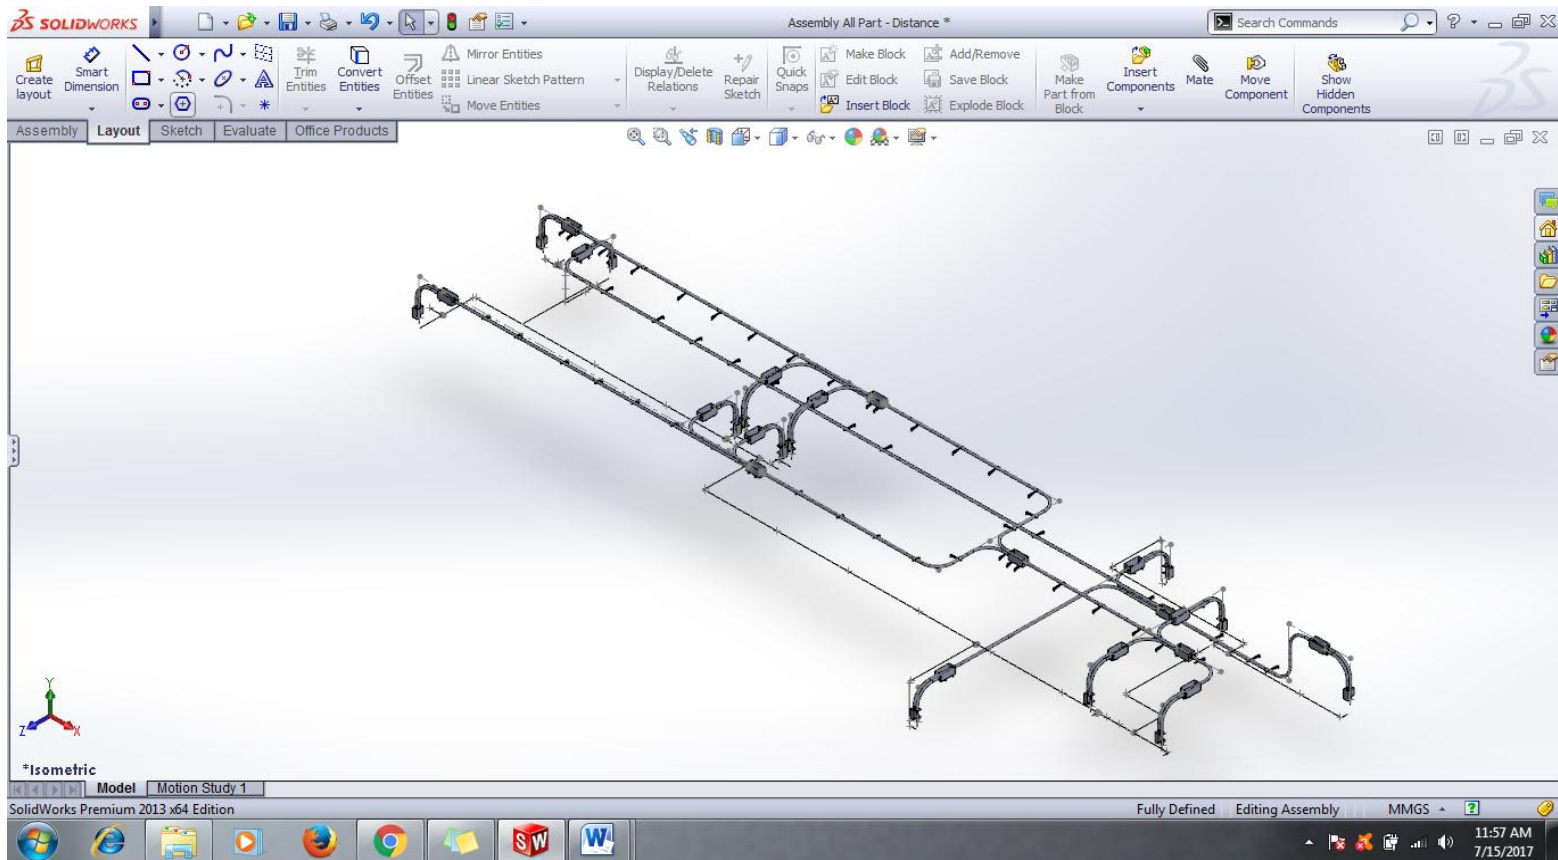 SOLIDWORKS
Assembly All Part - Distance *
Search Commands
Create layout
Smart Dimension
Trim Entities
Convert Entities
Offset Entities
Mirror Entities
Linear Sketch Pattern
Move Entities
Display/Delete Relations
Repair Sketch
Quick Snaps
Make Block
Edit Block
Insert Block
Add/Remove
Save Block
Explode Block
Make Part from Block
Insert Components
Mate
Move Component
Show Hidden Components
Assembly Layout Sketch Evaluate Office Products
Y
Z
X
*Isometric
Model Motion Study 1
SolidWorks Premium 2013 x64 Edition
Fully Defined Editing Assembly MMGS
SW
W
11:57 AM
7/15/2017